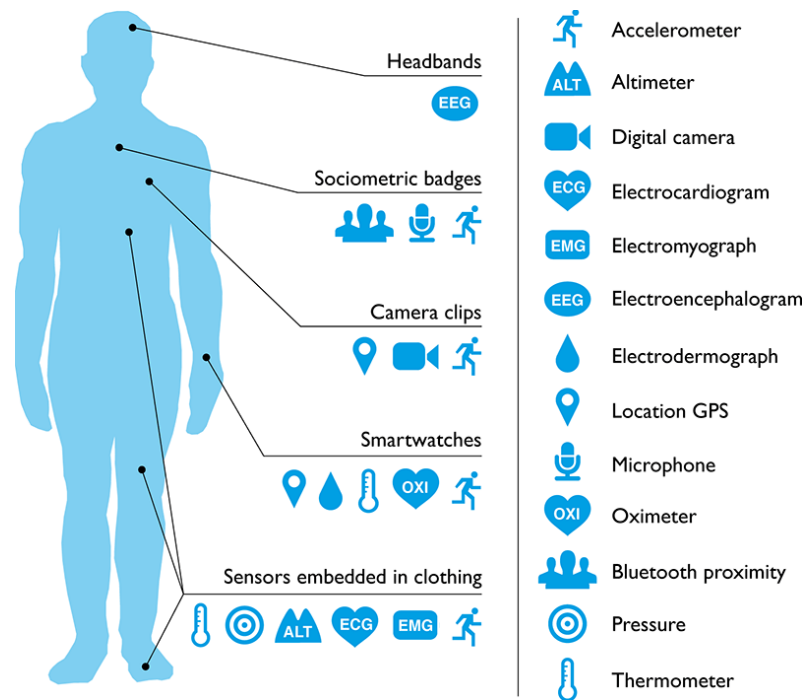 Headbands
EEG
Sociometric badges
Camera clips
Smartwatches
OXI
Sensors embedded in clothing
ALT ECG EMG
Accelerometer
ALT Altimeter
Digital camera
ECG Electrocardiogram
EMG Electromyograph
EEG Electroencephalogram
Electrodermograph
Location GPS
Microphone
OXI Oximeter
Bluetooth proximity
Pressure
Thermometer